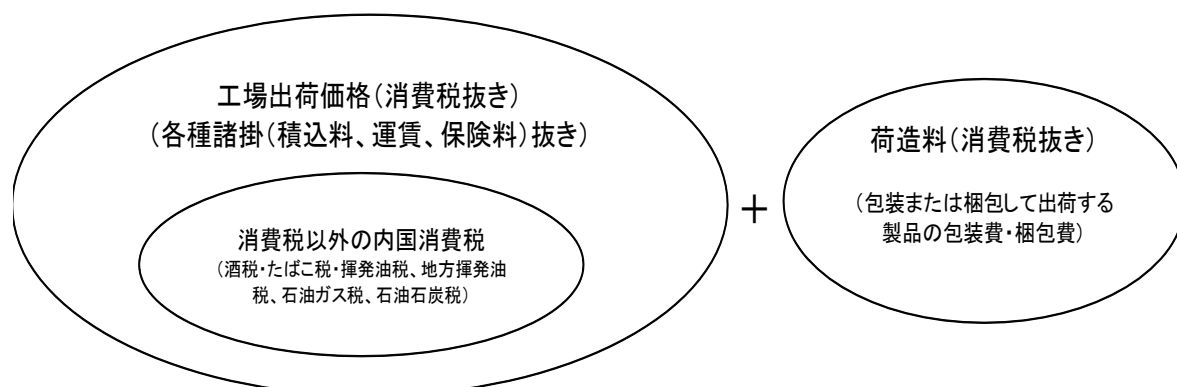 工場出荷価格(消費税抜き)
(各種諸掛(積込料、運賃、保険料)抜き)
消費税以外の内国消費税
(酒税・たばこ税・揮発油税、地方揮発油
税、石油ガス税、石油石炭税)
+
荷造料(消費税抜き)
(包装または梱包して出荷する
製品の包装費・梱包費)